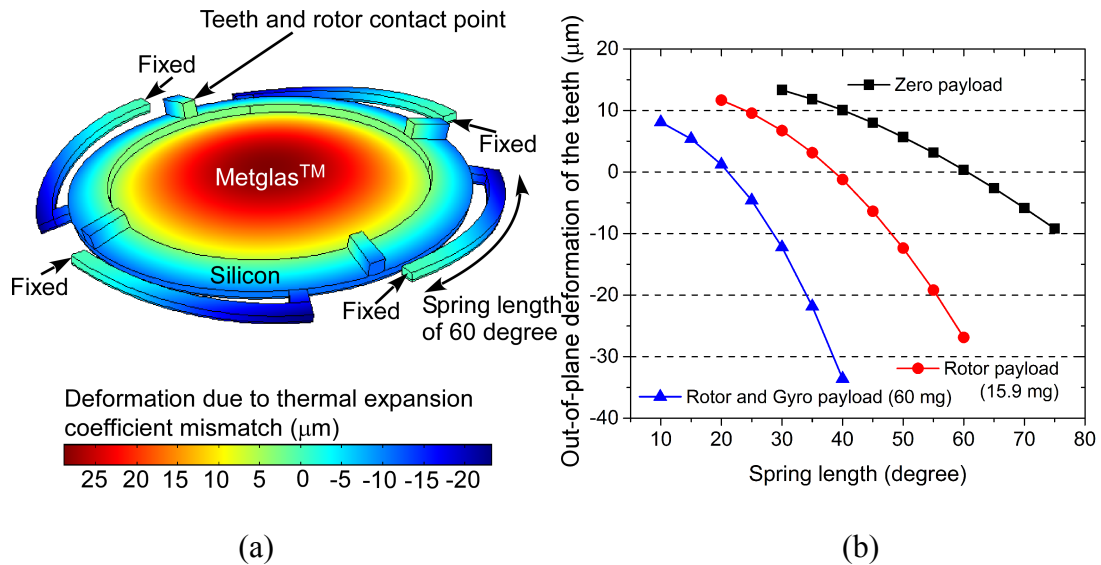 (a)
Teeth and rotor contact point
Fixed
Fixed
Metglas™
Silicon
Fixed
Fixed
Spring length
of 60 degree
Deformation due to thermal expansion
coefficient mismatch (μm)
25 20 15 10 5 0 -5 -10 -15 -20
(a)
(a)
Out-of-plane deformation of the teeth (μm)
20
10
0
-10
-20
-30
-40
Zero payload
Rotor payload
(15.9 mg)
Rotor and Gyro payload (60 mg)
10 20 30 40 50 60 70 80
Spring length (degree)
(b)